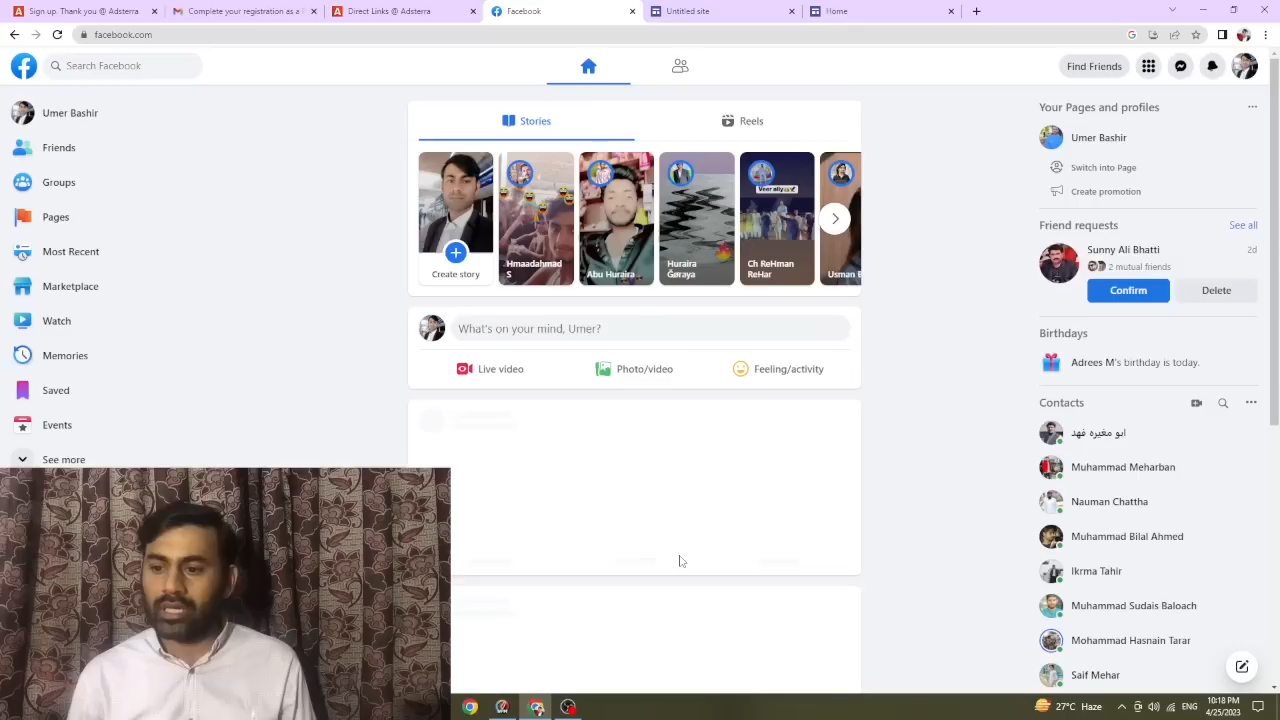 Sign up. Thank you @ Adsterra
Complete your registration as a P
Direct Links @ Adsterra
Facebook
Untitled site
Home
facebook.com
Search Facebook
Find Friends
Umer Bashir
Friends
Groups
Pages
Most Recent
Marketplace
Watch
Memories
Saved
Events
See more
Stories
Reels
Create story
Hmaadahmad
S
Abu Huraira
Huraira
Ğøraya
Ch ReHman
ReHar
Usman
What's on your mind, Umer?
Live video
Photo/video
Feeling/activity
Your Pages and profiles
Umer Bashir
Switch into Page
Create promotion
Friend requests
See all
Sunny Ali Bhatti
2d
2 mutual friends
Confirm
Delete
Birthdays
Adrees M's birthday is today.
Contacts
ابو مغیرہ فهد
Muhammad Meharban
Nauman Chattha
Muhammad Bilal Ahmed
Ikrma Tahir
Muhammad Sudais Baloach
Mohammad Hasnain Tarar
Saif Mehar
27°C Haze
ENG
10:18 PM
4/25/2023